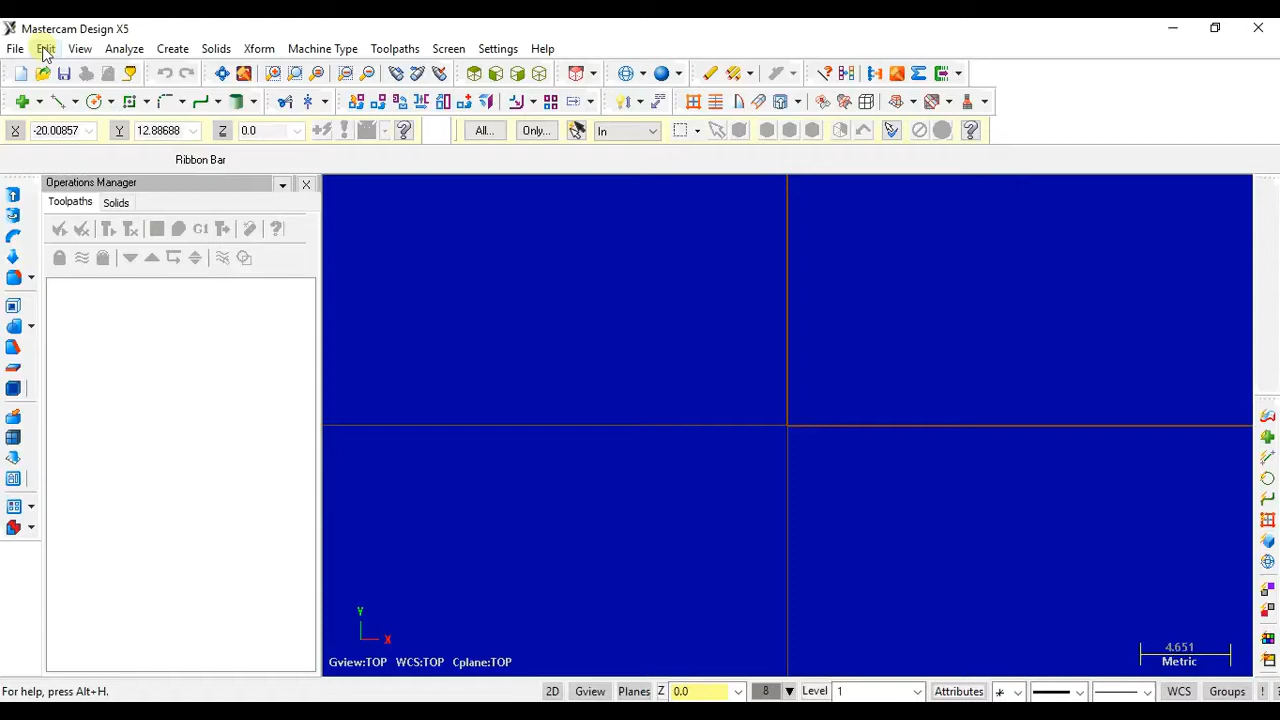 Mastercam Design X5
File Edit View Analyze Create Solids Xform Machine Type Toolpaths Screen Settings Help
X -20.00857 Y 12.88688 Z 0.0 All... Only... In
Ribbon Bar
Operations Manager
Toolpaths Solids
G1
Y
X
Gview:TOP WCS:TOP Cplane:TOP
4.651
Metric
For help, press Alt+H. 2D Gview Planes Z 0.0 8 Level 1 Attributes WCS Groups